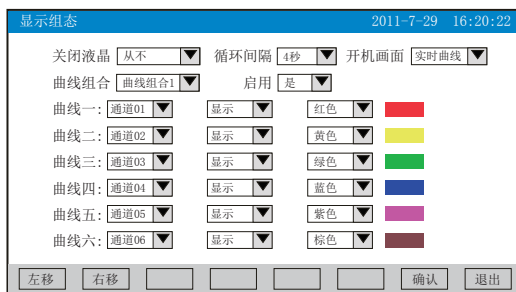 显示组态 2011-7-29 16:20:22
关闭液晶 从不 循环间隔 4秒 开机画面 实时曲线
曲线组合 曲线组合1 启用 是
曲线一: 通道01 显示 红色
曲线二: 通道02 显示 黄色
曲线三: 通道03 显示 绿色
曲线四: 通道04 显示 蓝色
曲线五: 通道05 显示 紫色
曲线六: 通道06 显示 棕色
左移 右移 确认 退出